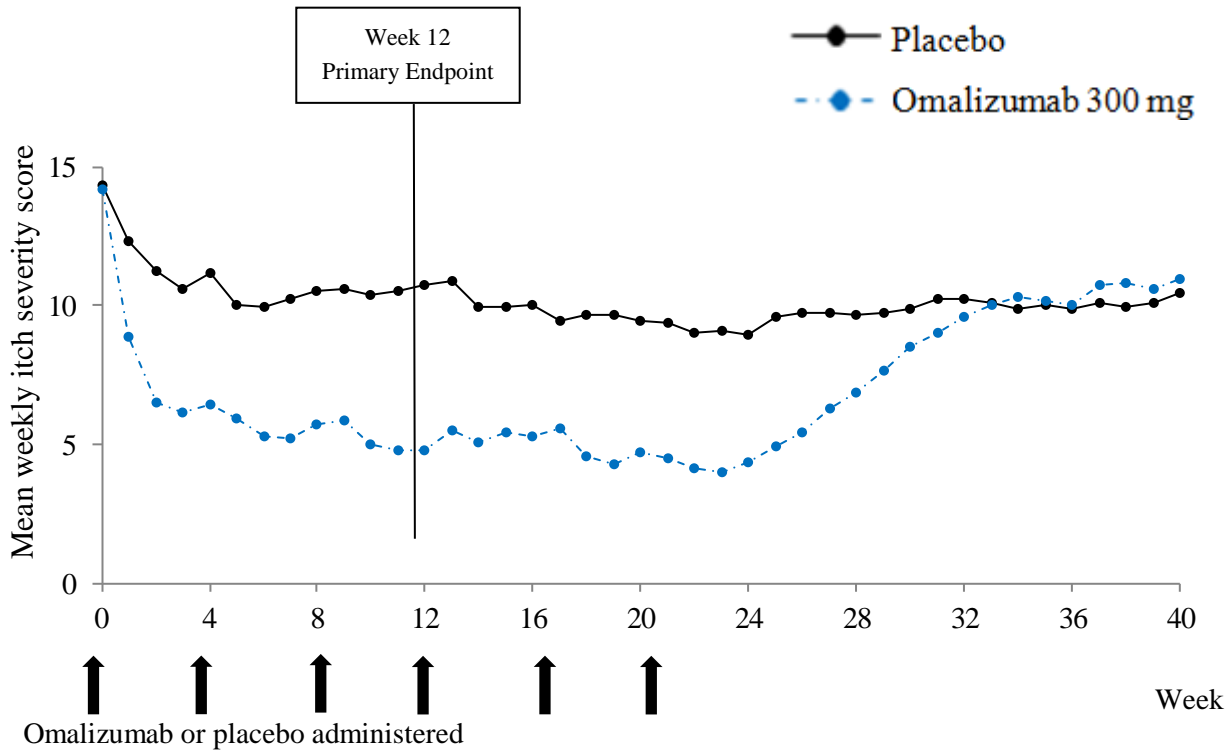 Week 12
Primary Endpoint
Placebo
Omalizumab 300 mg
Mean weekly itch severity score
15
10
5
0
0 4 8 12 16 20 24 28 32 36 40
Week
Omalizumab or placebo administered